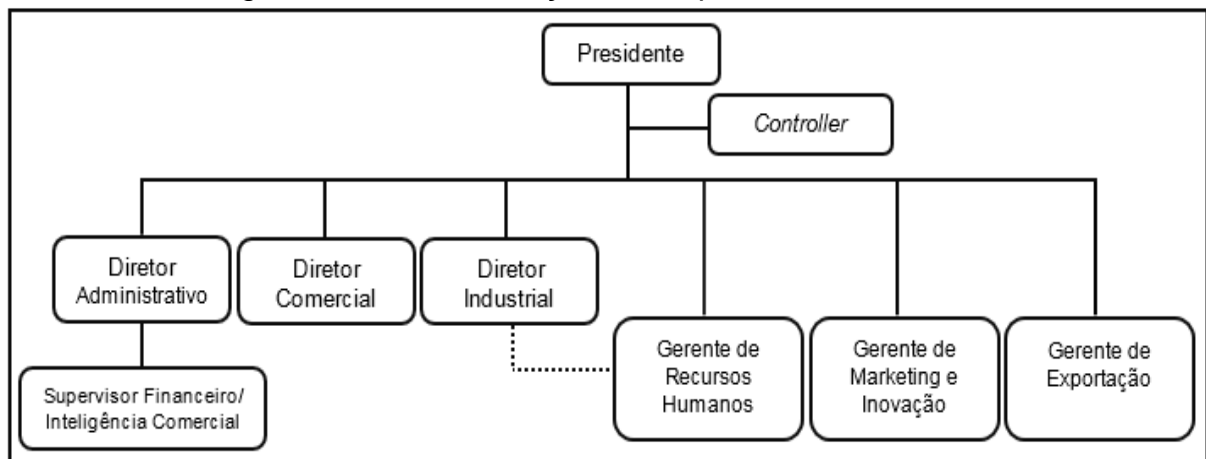 Presidente
Controller
Diretor
Administrativo
Diretor
Comercial
Diretor
Industrial
Gerente de
Recursos
Humanos
Gerente de
Marketing e
Inovação
Gerente de
Exportação
Supervisor Financeiro/
Inteligência Comercial